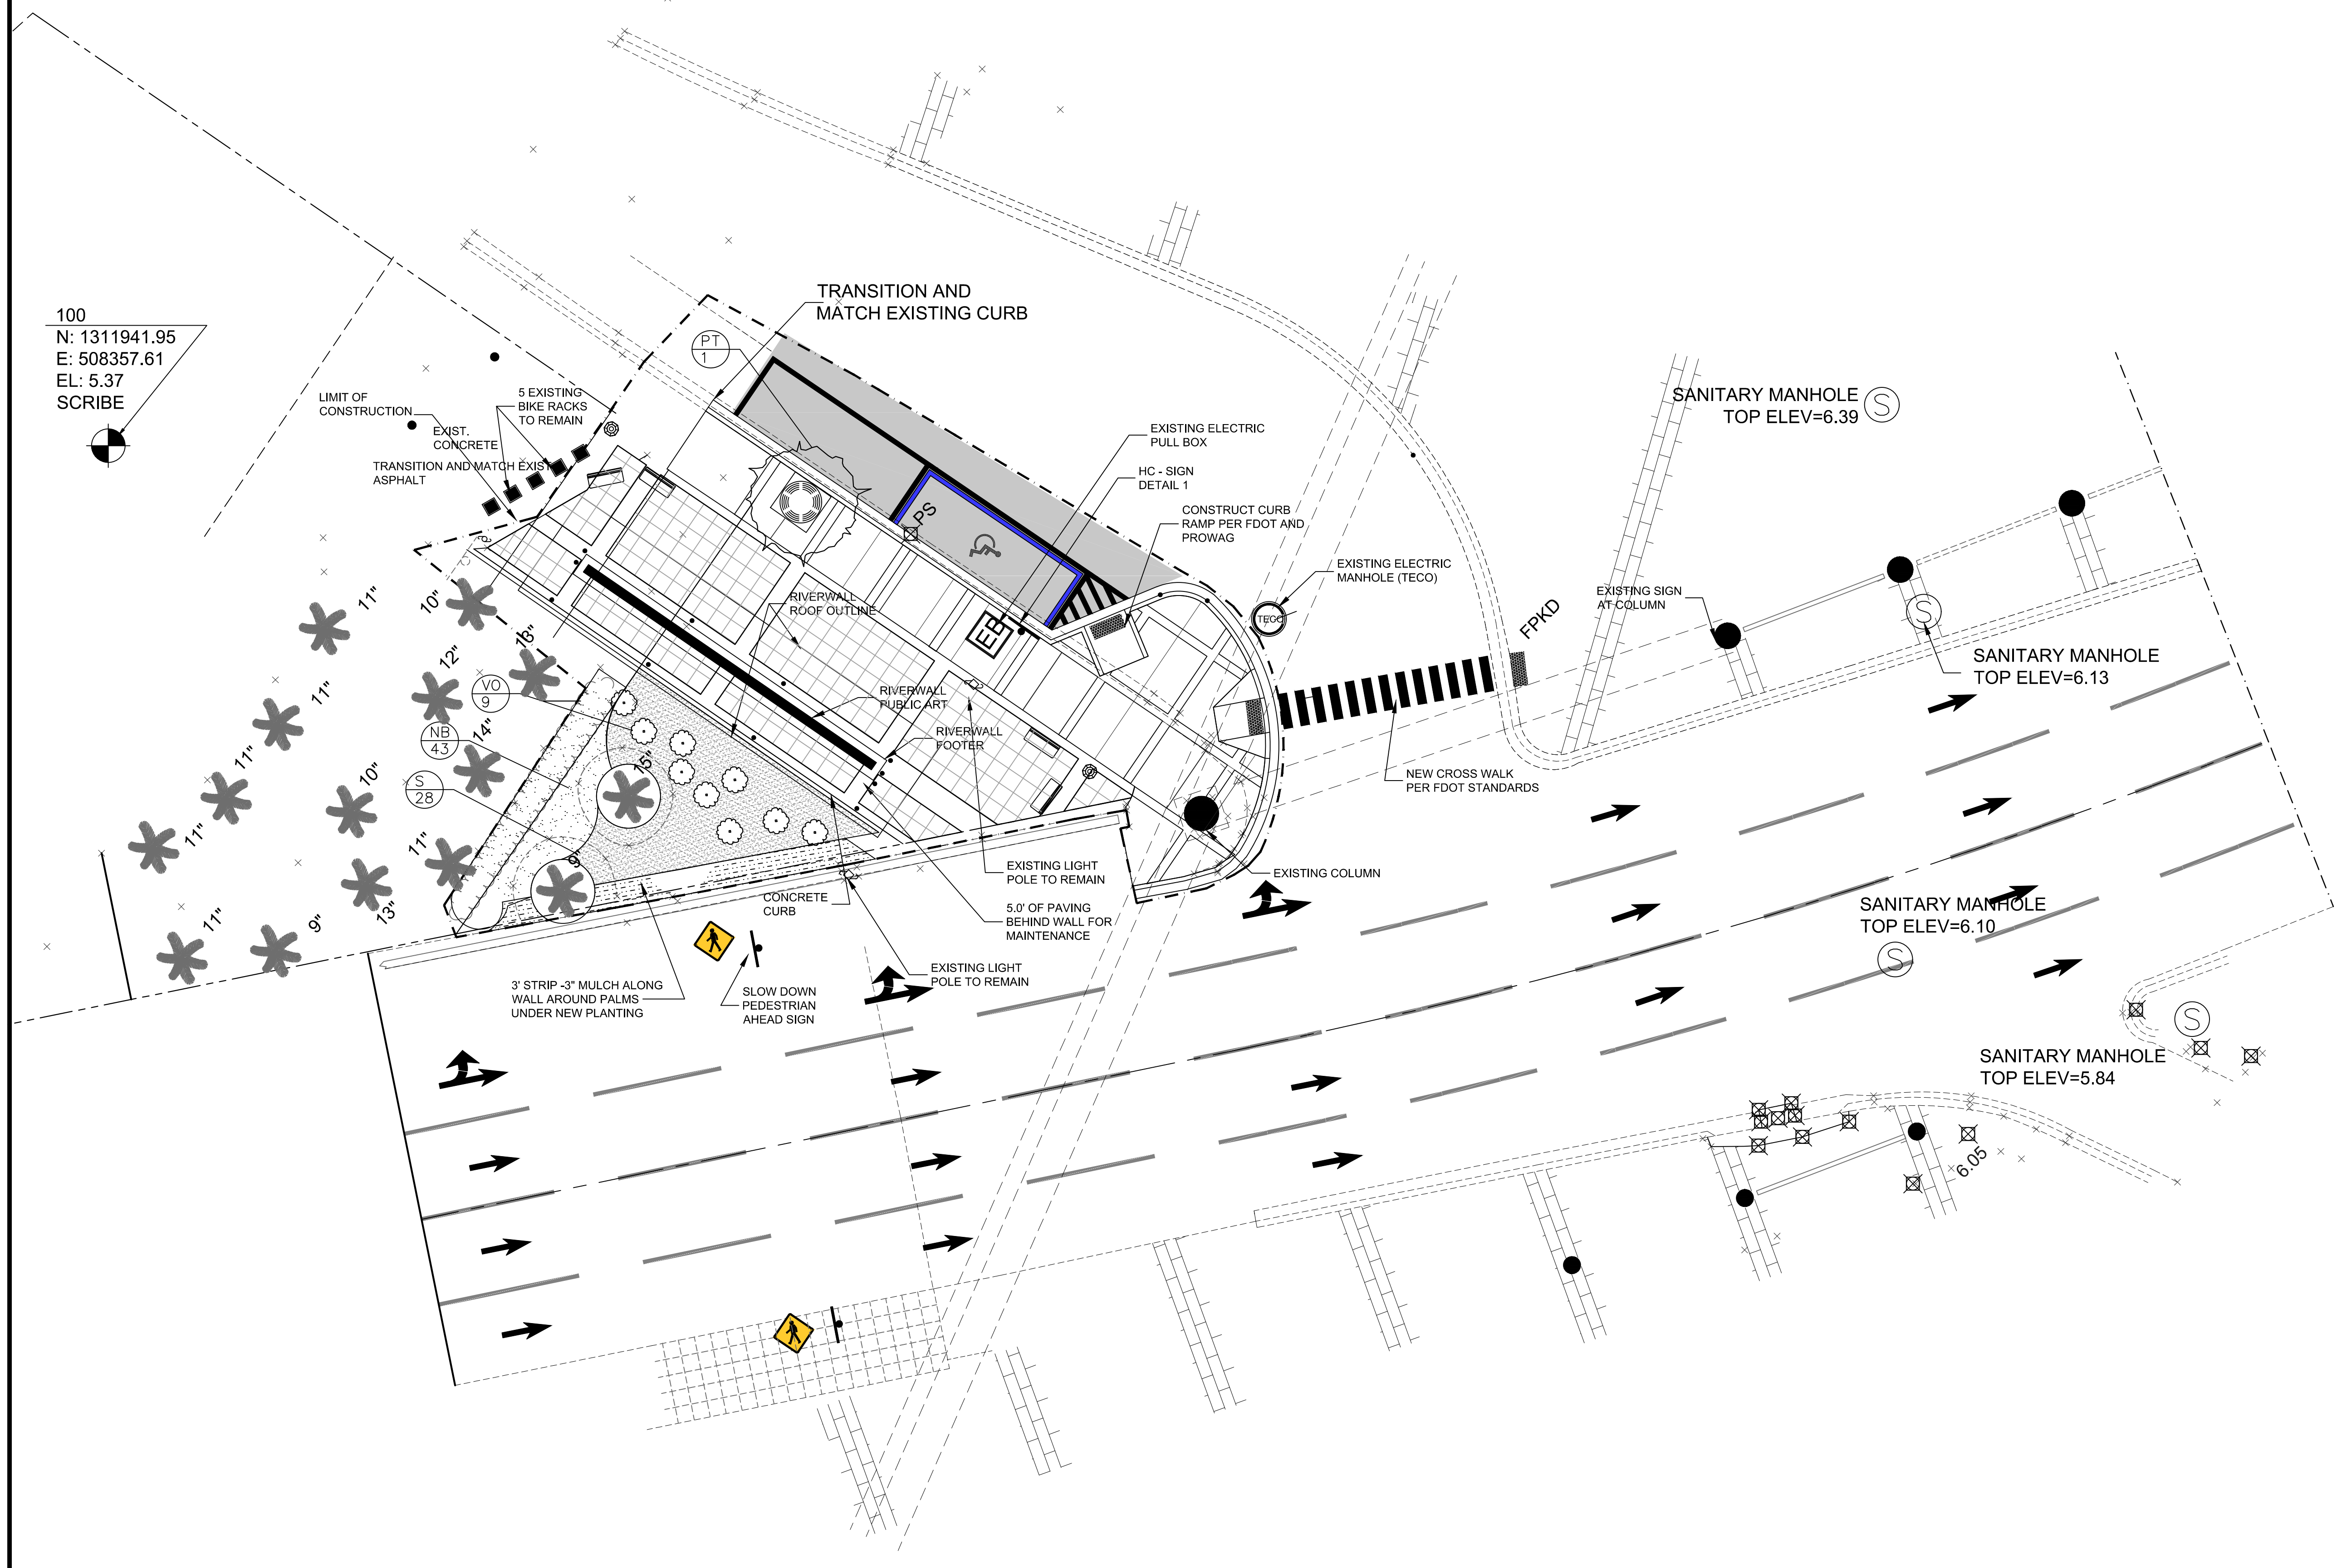 TRANSITION AND
MATCH EXISTING CURB
PT
1
100
N: 1311941.95
E: 508357.61
EL: 5.37
SCRIBE
LIMIT OF
CONSTRUCTION
5 EXISTING
BIKE RACKS
TO REMAIN
EXIST.
CONCRETE
TRANSITION AND MATCH EXIST
ASPHALT
EXISTING ELECTRIC
PULL BOX
HC - SIGN
DETAIL 1
CONSTRUCT CURB
RAMP PER FDOT AND
PROWAG
PS
EB
EXISTING ELECTRIC
MANHOLE (TECO)
TECO
FPKD
SANITARY MANHOLE
TOP ELEV=6.39
S
EXISTING SIGN
AT COLUMN
S
SANITARY MANHOLE
TOP ELEV=6.13
RIVERWALL
ROOF OUTLINE
RIVERWALL
PUBLIC ART
RIVERWALL
FOOTER
11"
10"
13"
12"
11"
14"
11"
10"
15"
11"
11"
9"
13"
11"
9"
VO
9
NB
43
S
28
NEW CROSS WALK
PER FDOT STANDARDS
EXISTING LIGHT
POLE TO REMAIN
EXISTING COLUMN
CONCRETE
CURB
5.0' OF PAVING
BEHIND WALL FOR
MAINTENANCE
EXISTING LIGHT
POLE TO REMAIN
3' STRIP -3" MULCH ALONG
WALL AROUND PALMS
UNDER NEW PLANTING
SLOW DOWN
PEDESTRIAN
AHEAD SIGN
SANITARY MANHOLE
TOP ELEV=6.10
S
S
SANITARY MANHOLE
TOP ELEV=5.84
6.05